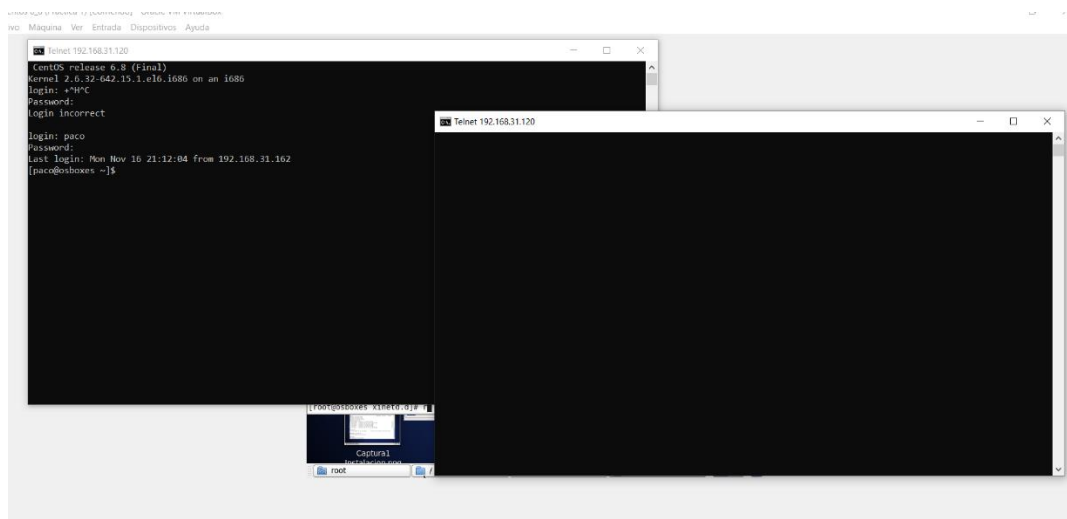 Máquina Ver Entrada Dispositivos Ayuda
Telnet 192.168.31.120
CentOS release 6.8 (Final)
Kernel 2.6.32-642.15.1.el6.i686 on an i686
login: +^H^C
Password:
Login incorrect
login: paco
Password:
Last login: Mon Nov 16 21:12:04 from 192.168.31.162
[paco@osboxes ~]$
Telnet 192.168.31.120
[root@osboxes xinetd.d]# r
Captura1
Instalacion.png
root
/